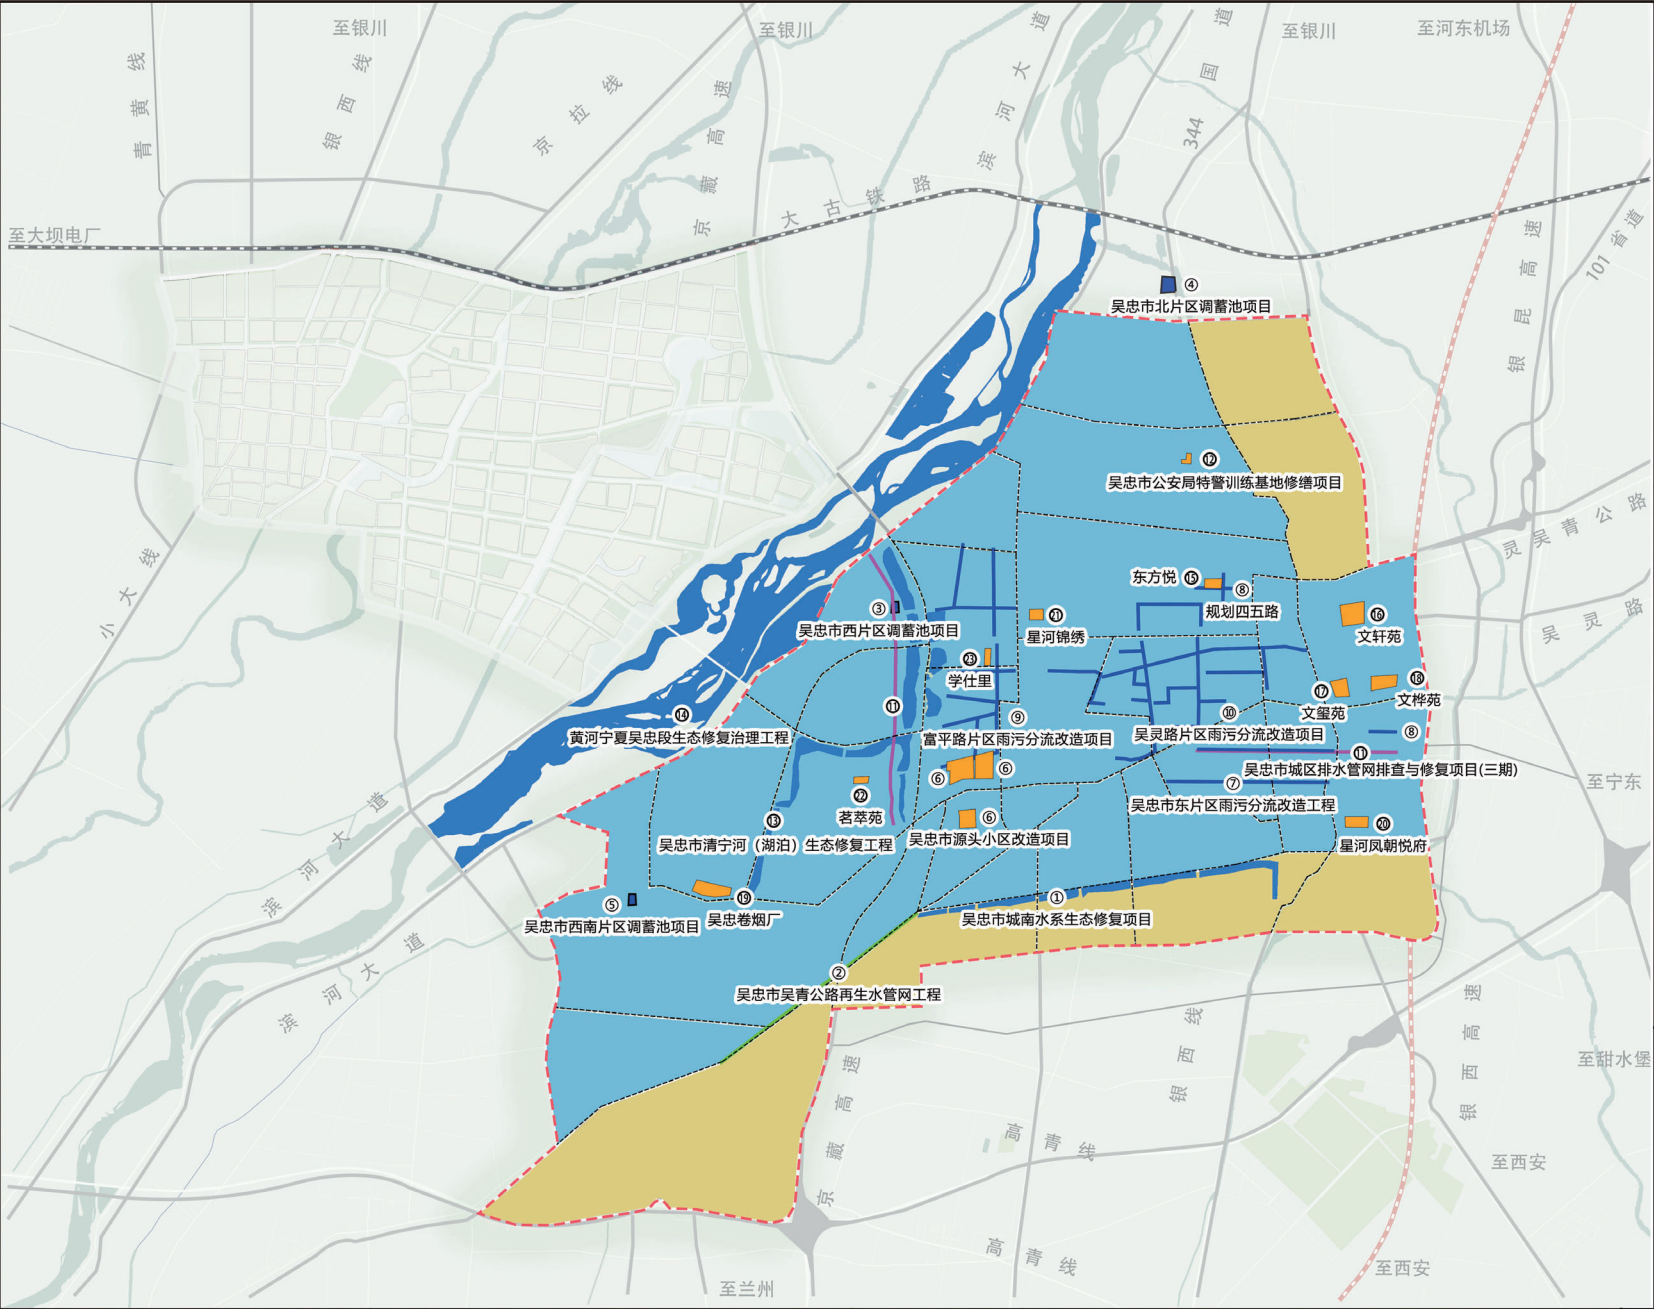 至银川
至银川
至银川
至河东机场
青黄线
银西线
京拉线
京藏高速
滨河大道
344国道
大古铁路
至大坝电厂
银昆高速
101省道
④
吴忠市北片区调蓄池项目
⑫
吴忠市公安局特警训练基地修缮项目
灵吴青公路
小大线
东方悦 ⑮
⑧
规划四五路
③
吴忠市西片区调蓄池项目
㉑
星河锦绣
⑯
文轩苑
吴灵路
㉓
学仕里
⑰
文玺苑
⑱
文桦苑
⑭
黄河宁夏吴忠段生态修复治理工程
⑪
⑨
富平路片区雨污分流改造项目
⑩
吴灵路片区雨污分流改造项目
⑧
⑪
吴忠市城区排水管网排查与修复项目(三期)
⑥
⑥
⑦
吴忠市东片区雨污分流改造工程
至宁东
㉒
茗萃苑
⑬
吴忠市清宁河（湖泊）生态修复工程
⑥
吴忠市源头小区改造项目
⑳
星河凤朝悦府
滨河大道
⑲
吴忠卷烟厂
⑤
吴忠市西南片区调蓄池项目
①
吴忠市城南水系生态修复项目
滨河大道
②
吴忠市吴青公路再生水管网工程
银西线
银西高速
至甜水堡
京藏高速
高青线
至西安
高青线
至西安
至兰州